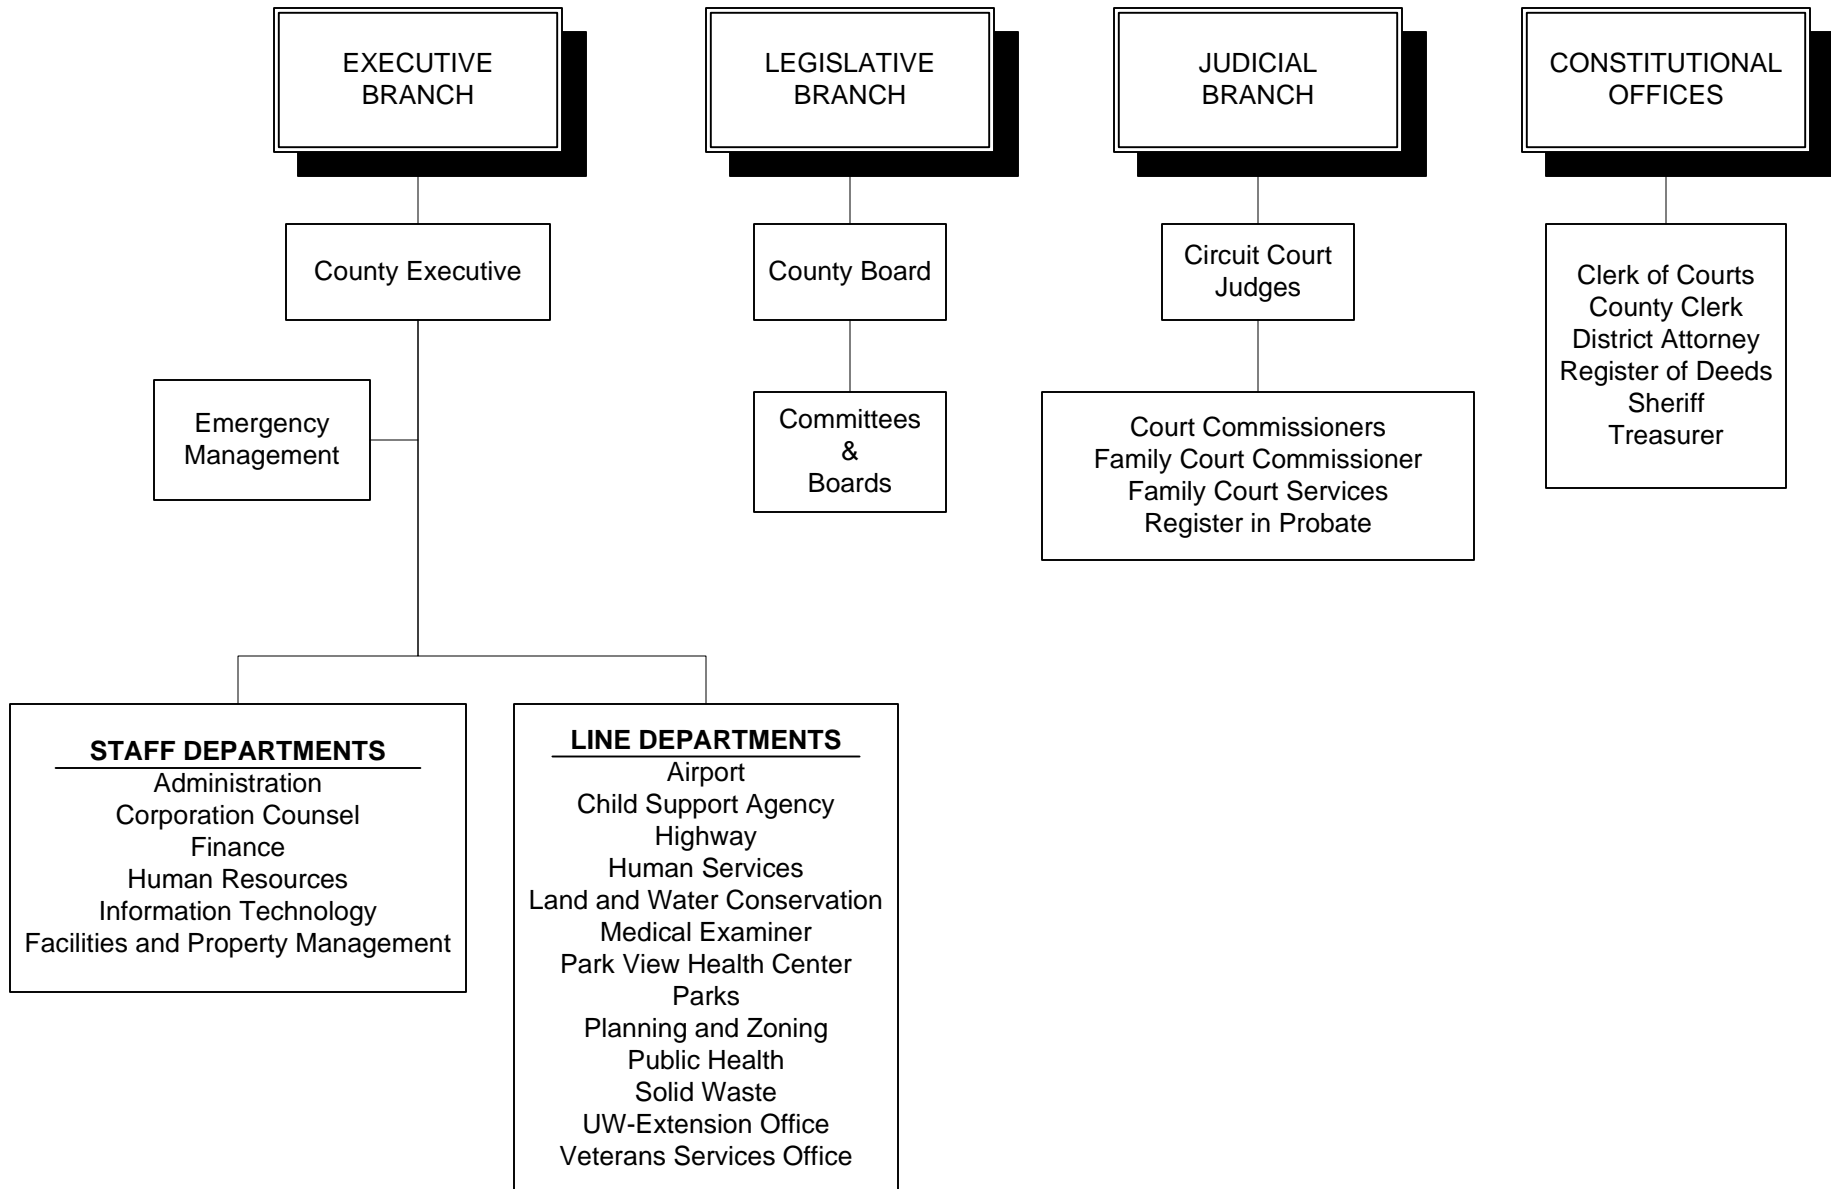 EXECUTIVE
BRANCH
LEGISLATIVE
BRANCH
JUDICIAL
BRANCH
CONSTITUTIONAL
OFFICES
County Executive
County Board
Circuit Court
Judges
Clerk of Courts
County Clerk
District Attorney
Register of Deeds
Sheriff
Treasurer
Emergency
Management
Committees
&
Boards
Court Commissioners
Family Court Commissioner
Family Court Services
Register in Probate
STAFF DEPARTMENTS
Administration
Corporation Counsel
Finance
Human Resources
Information Technology
Facilities and Property Management
LINE DEPARTMENTS
Airport
Child Support Agency
Highway
Human Services
Land and Water Conservation
Medical Examiner
Park View Health Center
Parks
Planning and Zoning
Public Health
Solid Waste
UW-Extension Office
Veterans Services Office